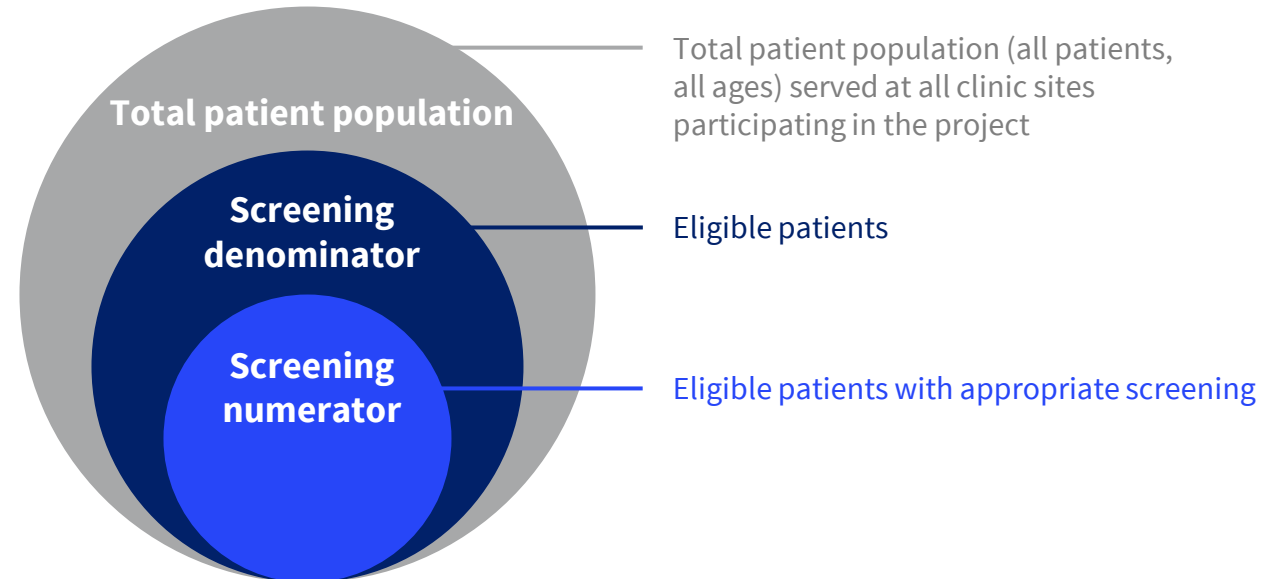 Total patient population
Screening
denominator
Screening
numerator
Total patient population (all patients,
all ages) served at all clinic sites
participating in the project
Eligible patients
Eligible patients with appropriate screening